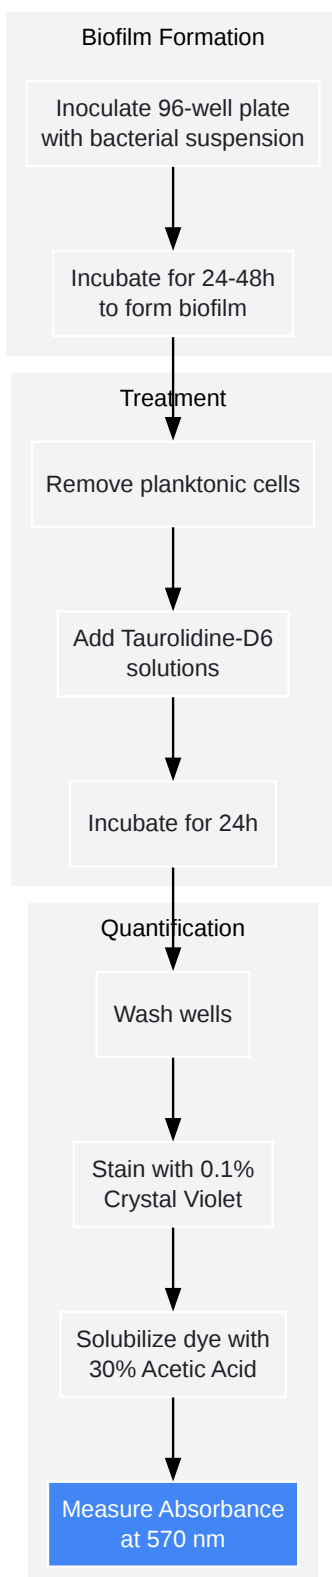 Biofilm Formation
Inoculate 96-well plate
with bacterial suspension
Incubate for 24-48h
to form biofilm
Treatment
Remove planktonic cells
Add Taurolidine-D6
solutions
Incubate for 24h
Quantification
Wash wells
Stain with 0.1%
Crystal Violet
Solubilize dye with
30% Acetic Acid
Measure Absorbance
at 570 nm